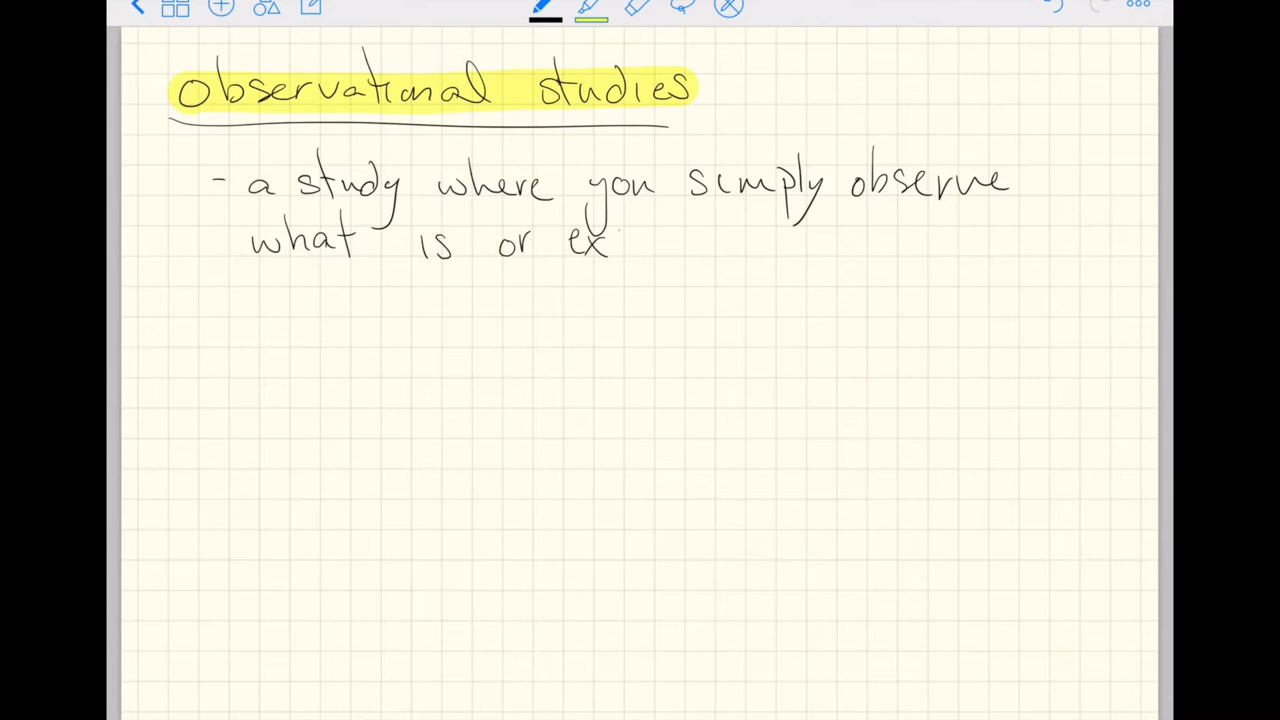 observational studies
- a study where you simply observe
what is or ex